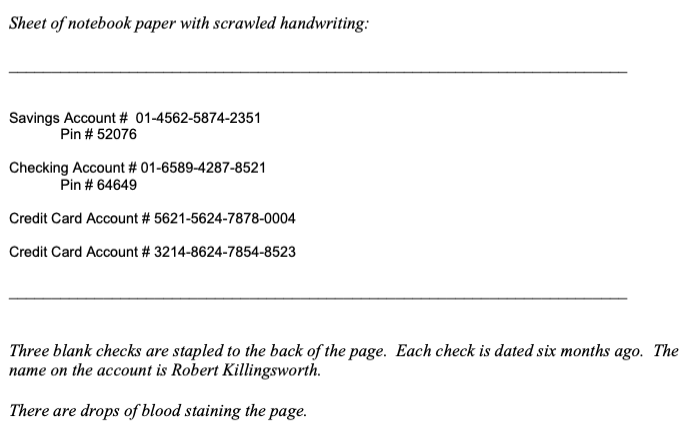 Sheet of notebook paper with scrawled handwriting:
Savings Account #  01-4562-5874-2351
Pin # 52076
Checking Account # 01-6589-4287-8521
Pin # 64649
Credit Card Account # 5621-5624-7878-0004
Credit Card Account # 3214-8624-7854-8523
Three blank checks are stapled to the back of the page.  Each check is dated six months ago.  The
name on the account is Robert Killingsworth.
There are drops of blood staining the page.